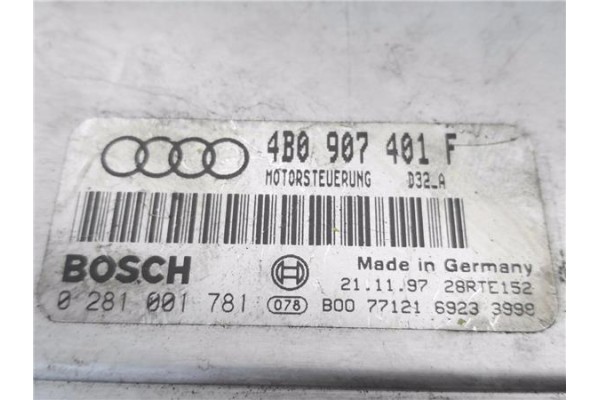 4B0 907 401 F
MOTORSTEUERUNG D32_A
BOSCH
Made in Germany
21.11.97 28RTE152
0 281 001 781 078 B00 77121 6923 3999